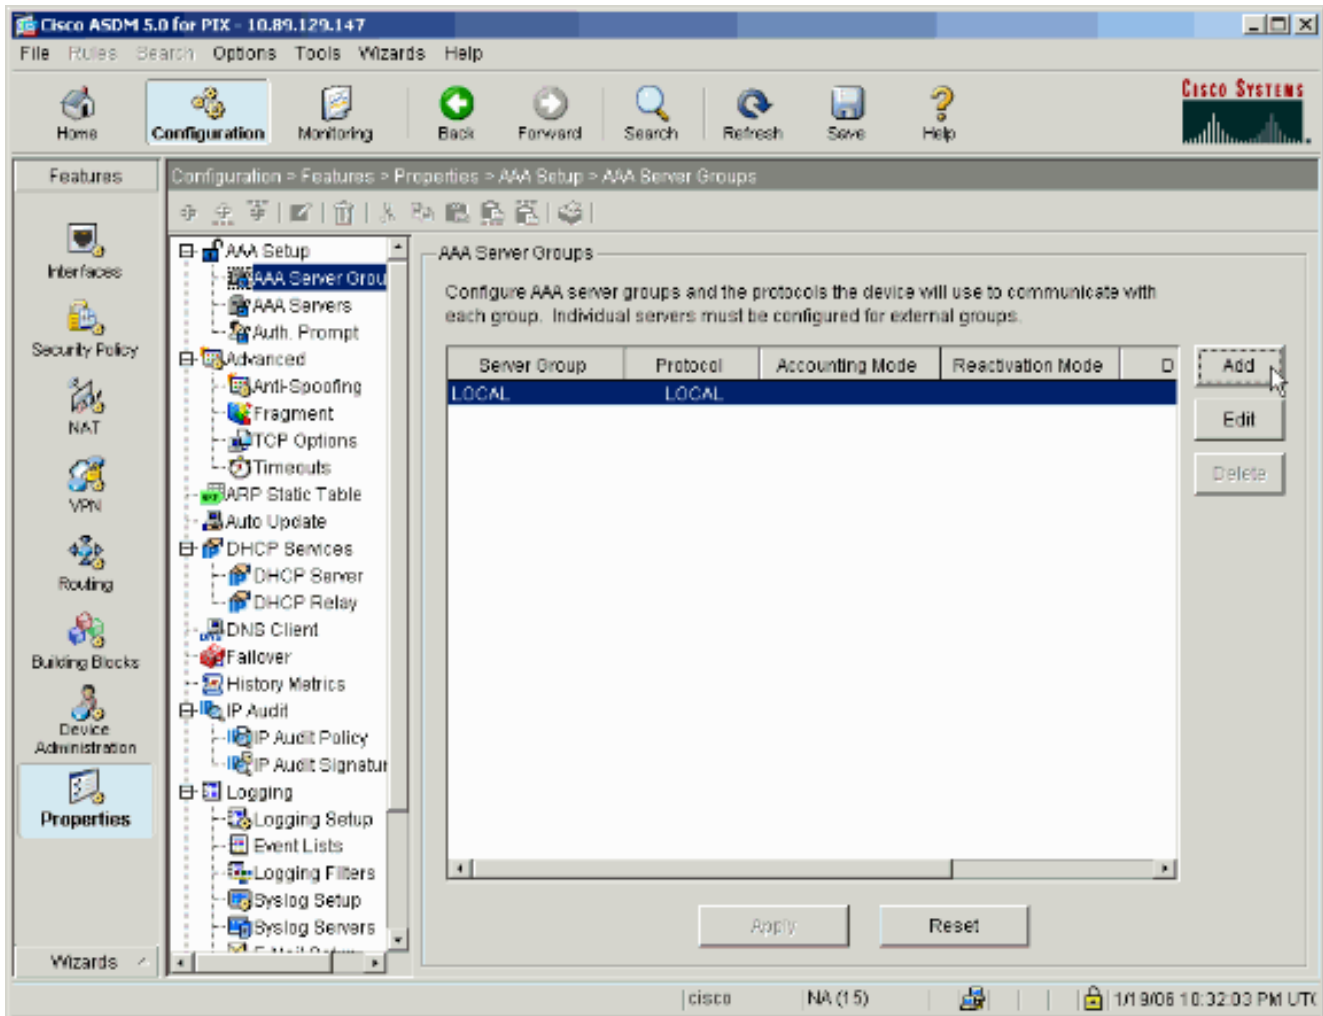 Cisco ASDM 5.0 for PIX - 10.89.129.147
File Rules Search Options Tools Wizards Help
Home Configuration Monitoring Back Forward Search Refresh Save Help
CISCO SYSTEMS
Features
Configuration > Features > Properties > AAA Setup > AAA Server Groups
Interfaces
Security Policy
NAT
VPN
Routing
Building Blocks
Device
Administration
Properties
Wizards
AAA Setup
AAA Server Grou
AAA Servers
Auth. Prompt
Advanced
Anti-Spoofing
Fragment
TCP Options
Timeouts
ARP Static Table
Auto Update
DHCP Services
DHCP Server
DHCP Relay
DNS Client
Failover
History Metrics
IP Audit
IP Audit Policy
IP Audit Signatur
Logging
Logging Setup
Event Lists
Logging Filters
Syslog Setup
Syslog Servers
AAA Server Groups
Configure AAA server groups and the protocols the device will use to communicate with
each group. Individual servers must be configured for external groups.
Server Group Protocol Accounting Mode Reactivation Mode D
LOCAL LOCAL
Add
Edit
Delete
Apply Reset
cisco NA (15) 1/19/06 10:32:03 PM UTC